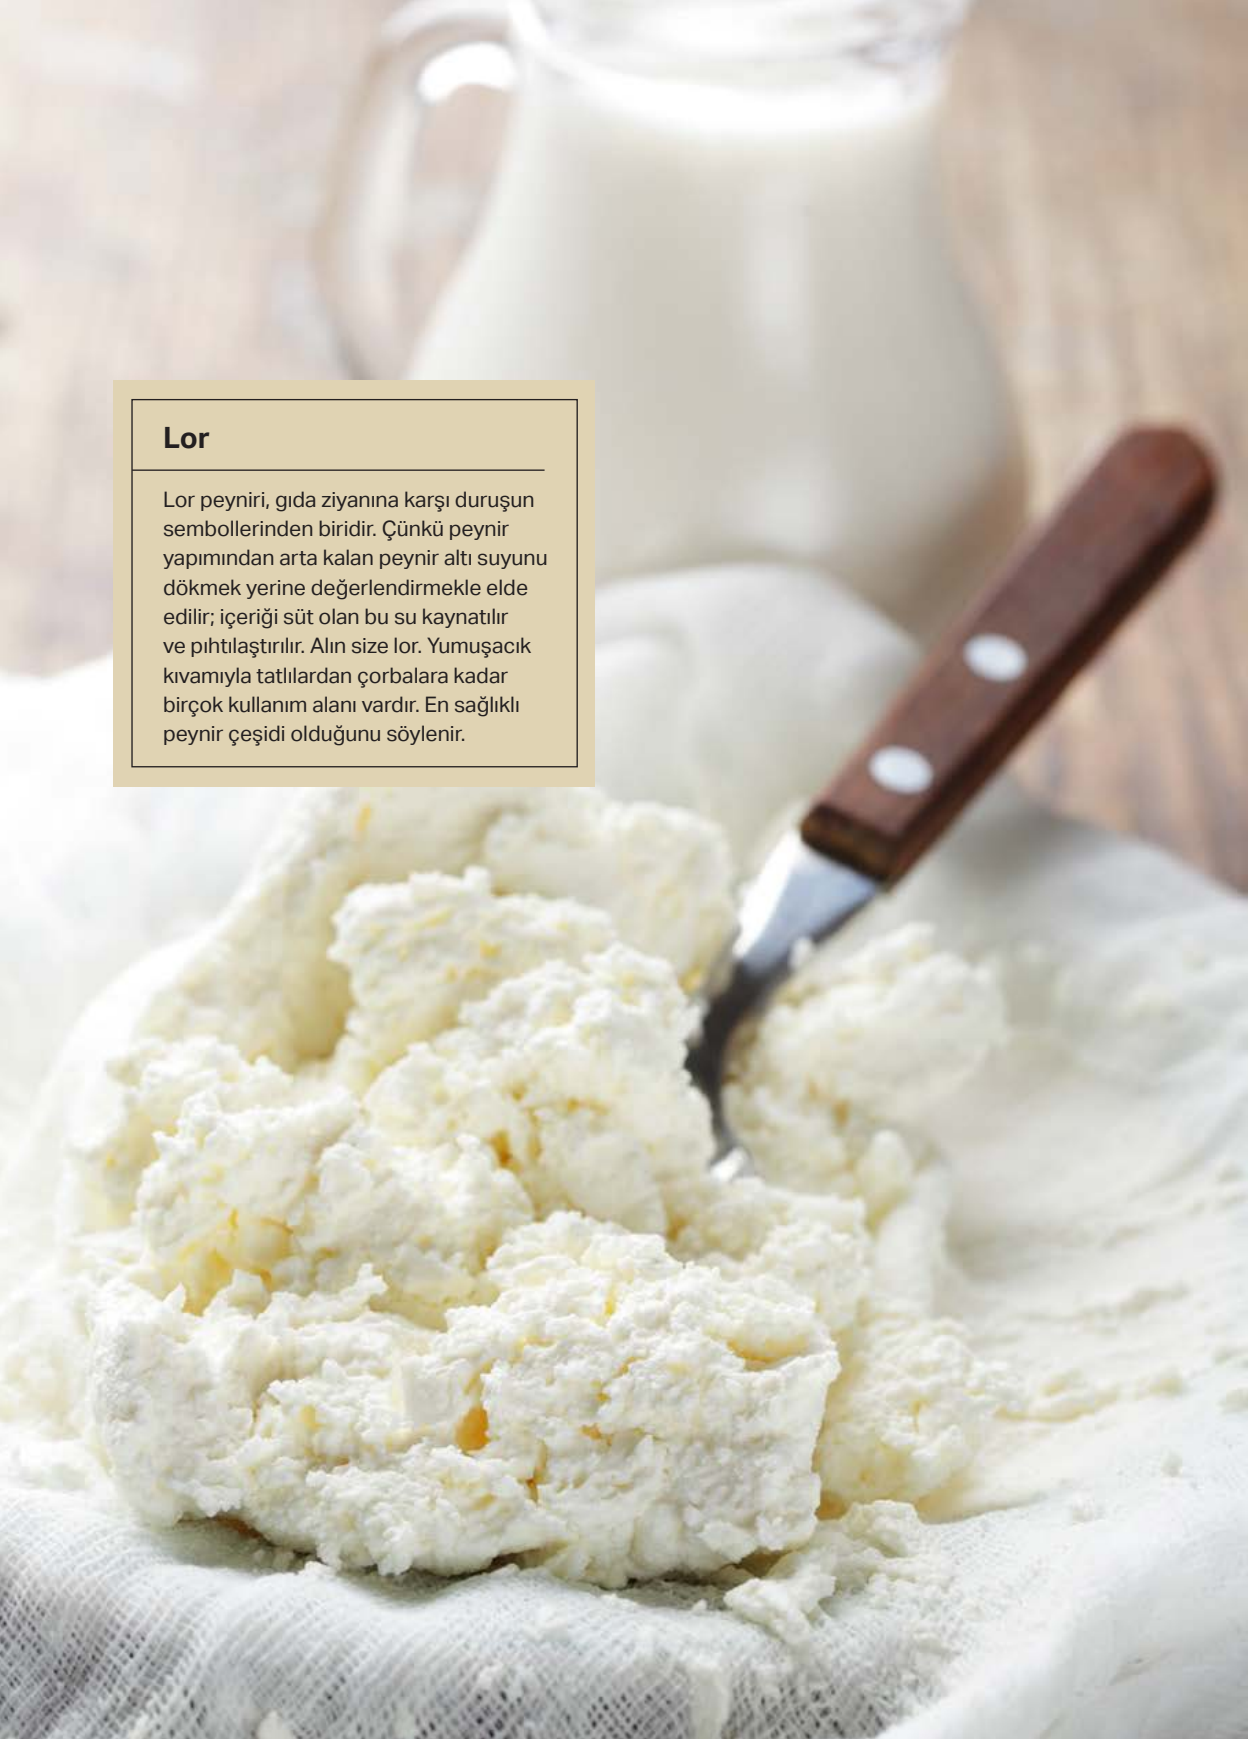 Lor
Lor peyniri, gıda ziyanına karşı duruşun
sembollerinden biridir. Çünkü peynir
yapımından arta kalan peynir altı suyunu
dökmek yerine değerlendirmekle elde
edilir; içeriği süt olan bu su kaynatılır
ve pıhtılaştırılır. Alın size lor. Yumuşacık
kıvamıyla tatlılardan çorbalara kadar
birçok kullanım alanı vardır. En sağlıklı
peynir çeşidi olduğunu söylenir.